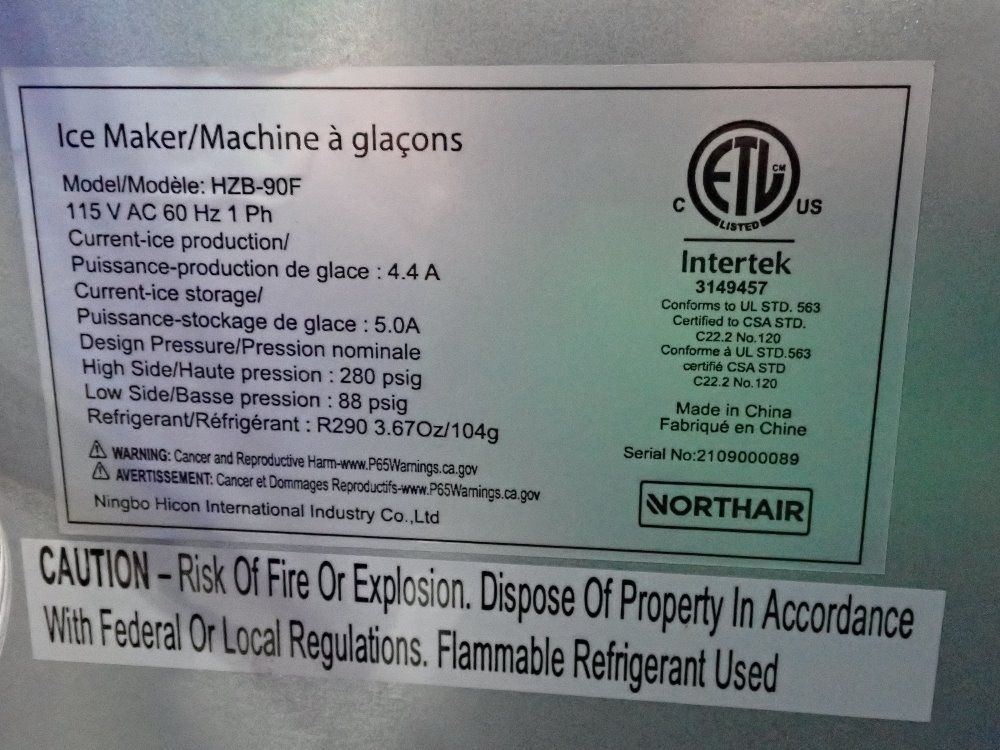 Ice Maker/Machine à glaçons
Model/Modèle: HZB-90F
115 V AC 60 Hz 1 Ph
Current-ice production/
Puissance-production de glace : 4.4 A
Current-ice storage/
Puissance-stockage de glace : 5.0A
Design Pressure/Pression nominale
High Side/Haute pression : 280 psig
Low Side/Basse pression : 88 psig
Refrigerant/Réfrigérant : R290 3.67Oz/104g
WARNING: Cancer and Reproductive Harm-www.P65Warnings.ca.gov
AVERTISSEMENT: Cancer et Dommages Reproductifs-www.P65Warnings.ca.gov
Ningbo Hicon International Industry Co.,Ltd
ETL CM
C US
LISTED
Intertek
3149457
Conforms to UL STD. 563
Certified to CSA STD.
C22.2 No.120
Conforme à UL STD.563
certifié CSA STD
C22.2 No.120
Made in China
Fabriqué en Chine
Serial No:2109000089
NORTHAIR
CAUTION – Risk Of Fire Or Explosion. Dispose Of Property In Accordance
With Federal Or Local Regulations. Flammable Refrigerant Used